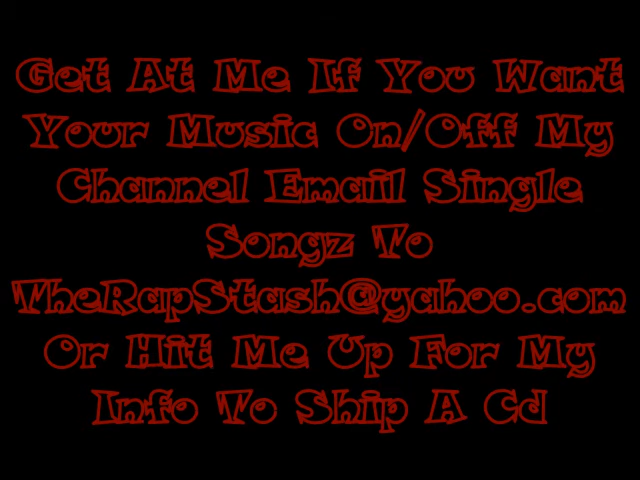 Get At Me If You Want
Your Music On/Off My
Channel Email Single
Songz To
TheRapStash@yahoo.com
Or Hit Me Up For My
Info To Ship A Cd